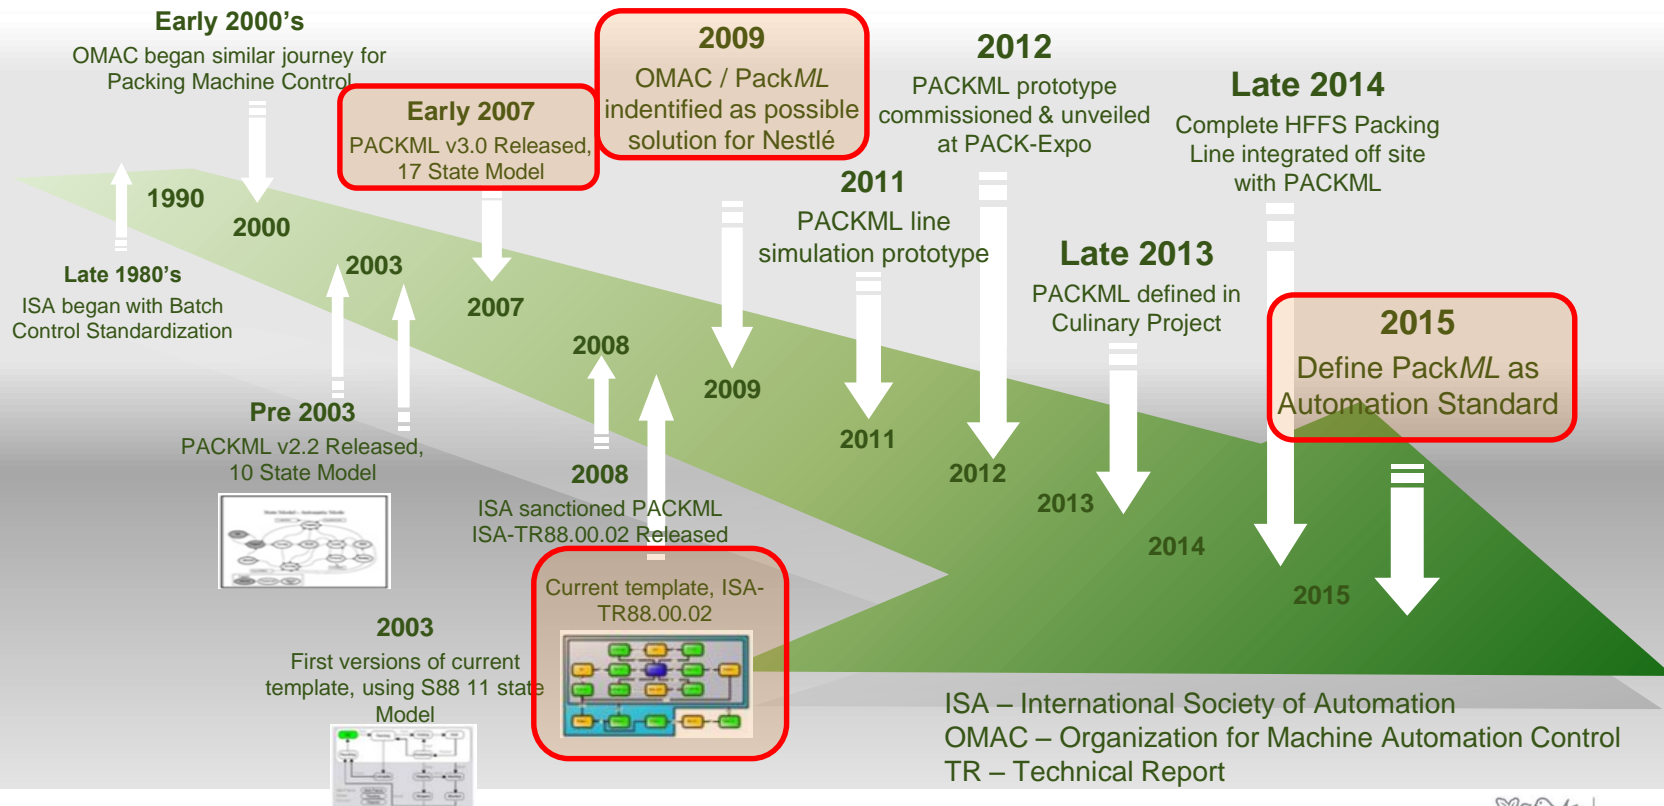 Early 2000's
OMAC began similar journey for
Packing Machine Control
Early 2007
PACKML v3.0 Released,
17 State Model
2009
OMAC / PackML
indentified as possible
solution for Nestlé
2012
PACKML prototype
commissioned & unveiled
at PACK-Expo
Late 2014
Complete HFFS Packing
Line integrated off site
with PACKML
2011
PACKML line
simulation prototype
Late 2013
PACKML defined in
Culinary Project
2015
Define PackML as
Automation Standard
1990
2000
2003
2007
2008
2009
2011
2012
2013
2014
2015
Late 1980's
ISA began with Batch
Control Standardization
Pre 2003
PACKML v2.2 Released,
10 State Model
2008
ISA sanctioned PACKML
ISA-TR88.00.02 Released
Current template, ISA-
TR88.00.02
2003
First versions of current
template, using S88 11 state
Model
ISA – International Society of Automation
OMAC – Organization for Machine Automation Control
TR – Technical Report